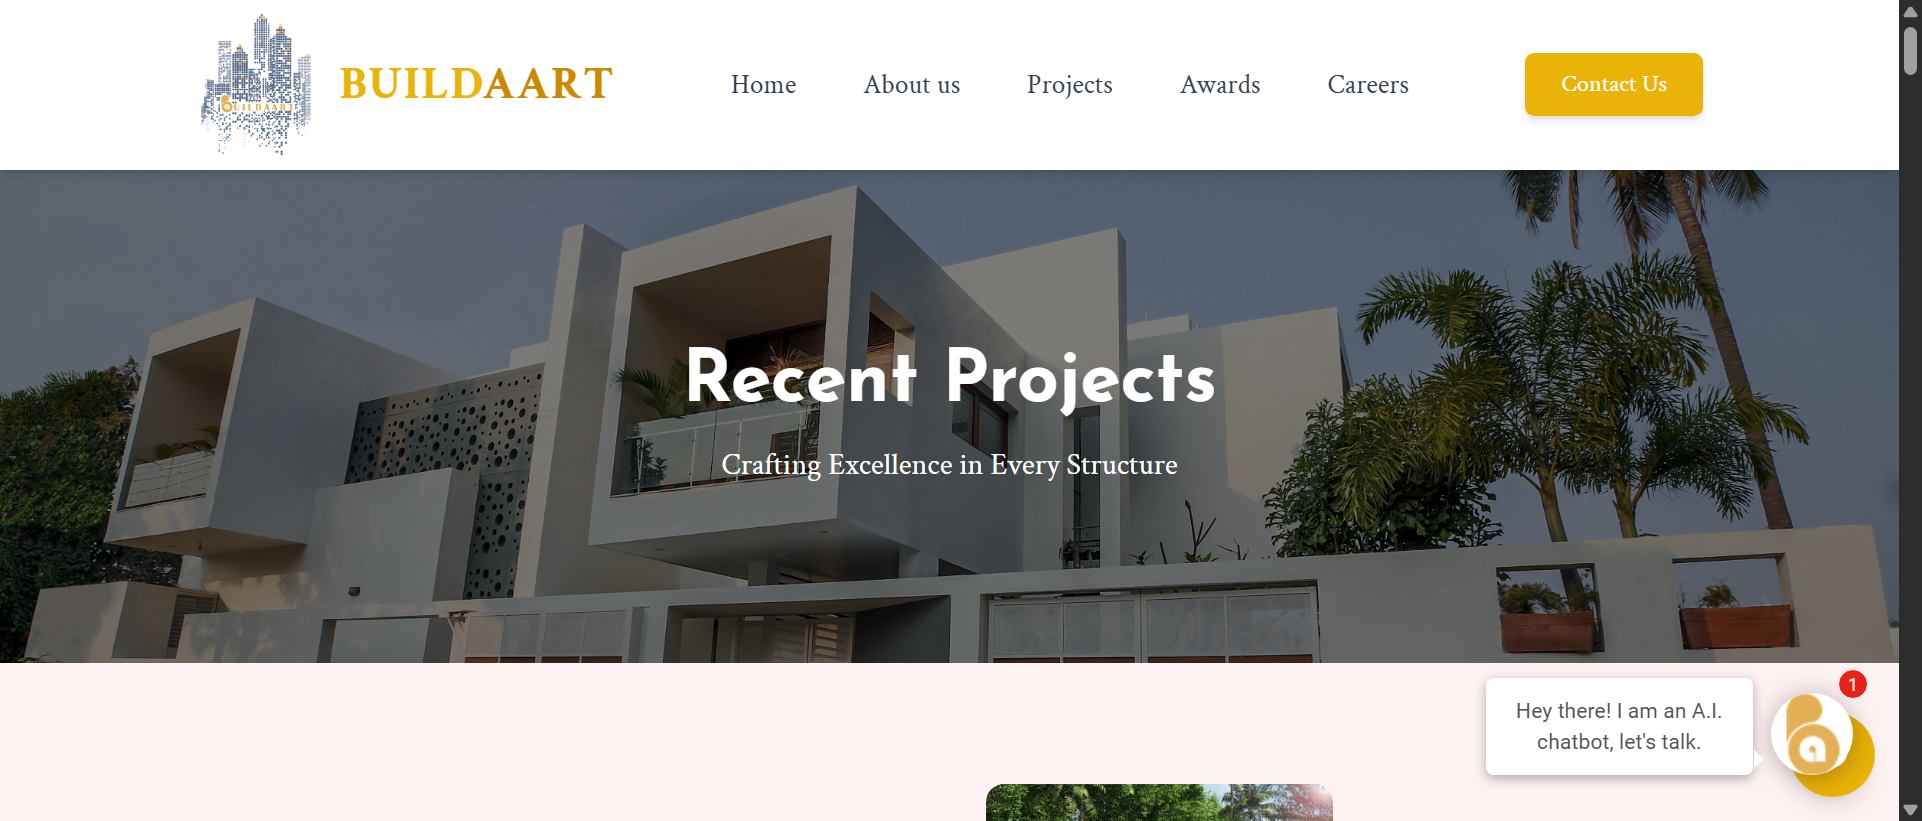 BUILDAART
BUILDAART
Home
About us
Projects
Awards
Careers
Contact Us
Recent Projects
Crafting Excellence in Every Structure
1
Hey there! I am an A.I.
chatbot, let's talk.
ba